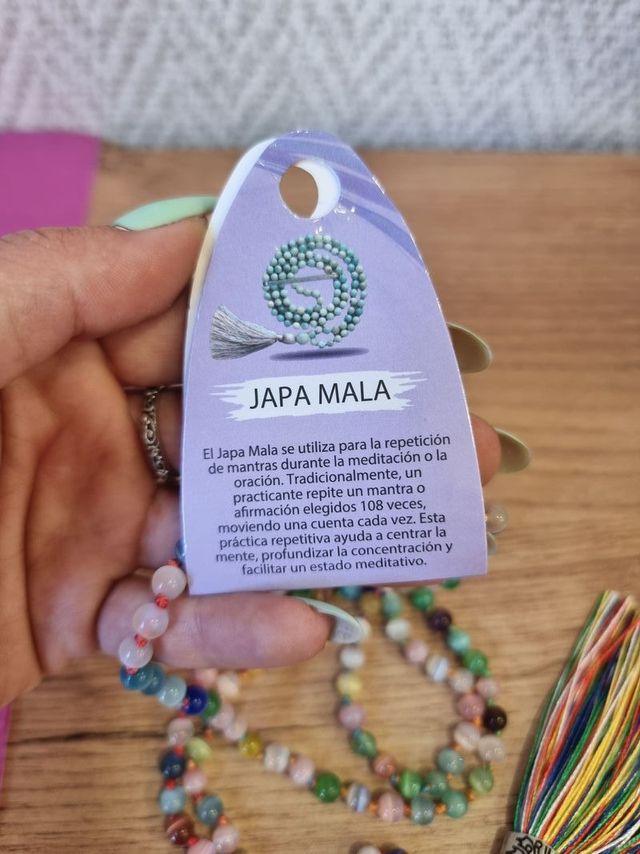 JAPA MALA
El Japa Mala se utiliza para la repetición
de mantras durante la meditación o la
oración. Tradicionalmente, un
practicante repite un mantra o
afirmación elegidos 108 veces,
moviendo una cuenta cada vez. Esta
práctica repetitiva ayuda a centrar la
mente, profundizar la concentración y
facilitar un estado meditativo.